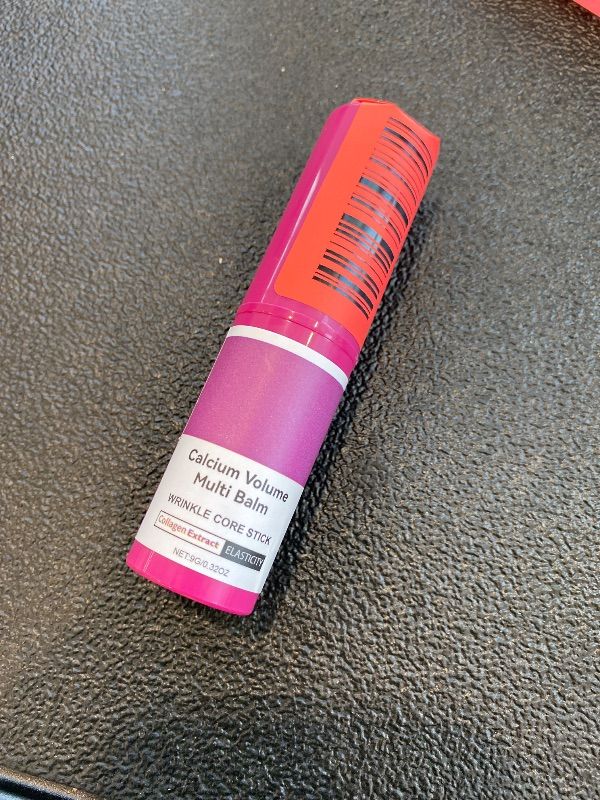 Calcium Volume
Multi Balm
WRINKLE CORE STICK
Collagen Extract ELASTICITY
NET:9G/0.32OZ